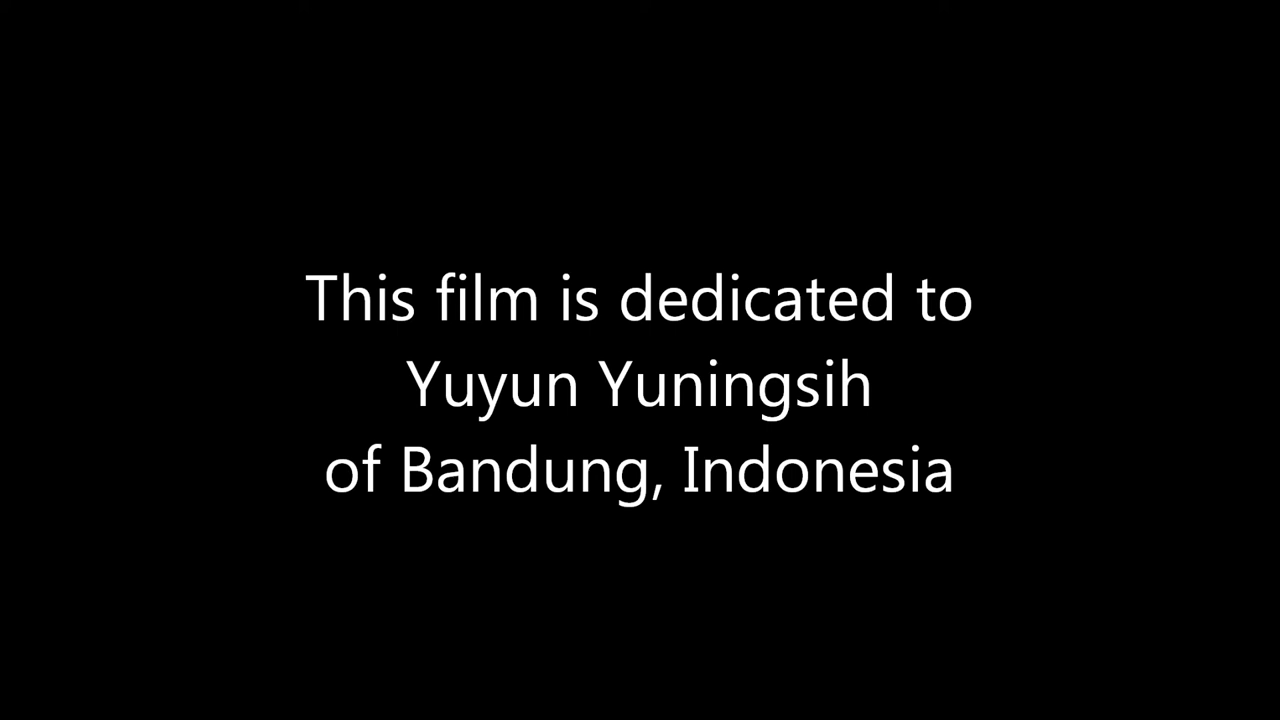 This film is dedicated to
Yuyun Yuningsih
of Bandung, Indonesia